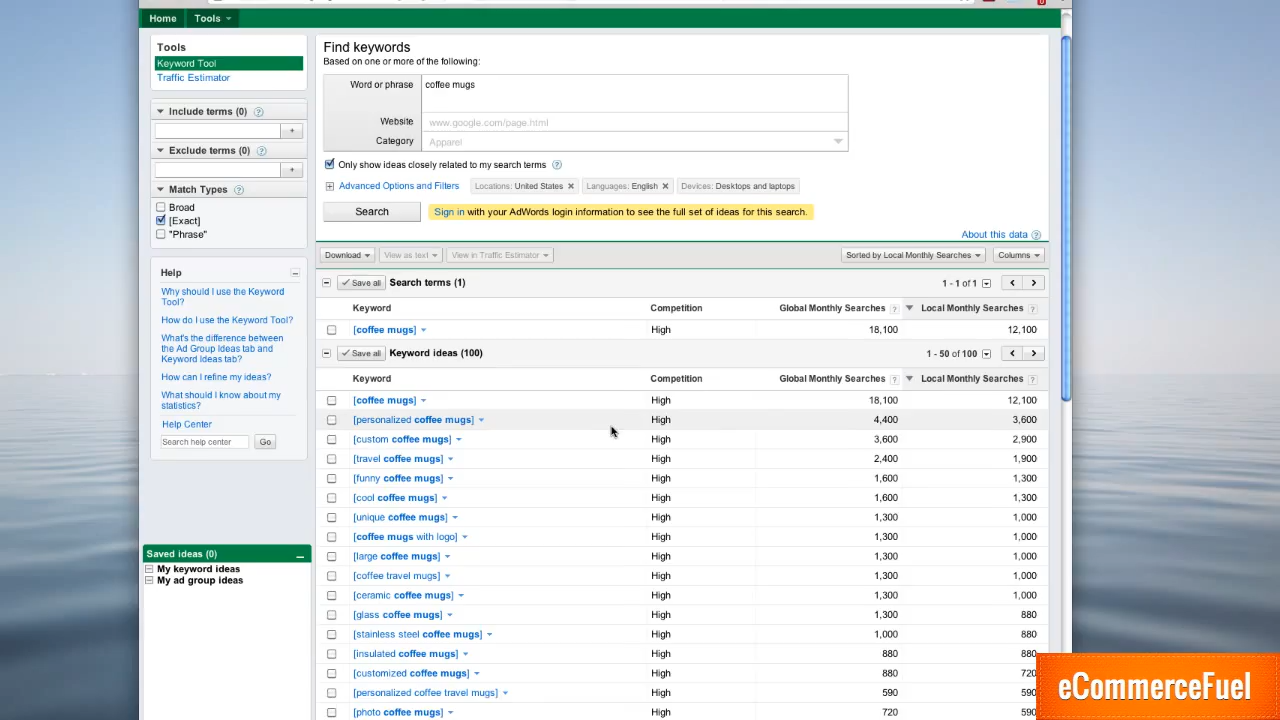 Home Tools
Tools
Keyword Tool
Traffic Estimator
Include terms (0) ?
+
Exclude terms (0) ?
+
Match Types ?
Broad
[Exact]
"Phrase"
Help
Why should I use the Keyword
Tool?
How do I use the Keyword Tool?
What's the difference between
the Ad Group Ideas tab and
Keyword Ideas tab?
How can I refine my ideas?
What should I know about my
statistics?
Help Center
Search help center Go
Saved ideas (0)
My keyword ideas
My ad group ideas
Find keywords
Based on one or more of the following:
Word or phrase coffee mugs
Website www.google.com/page.html
Category Apparel
Only show ideas closely related to my search terms ?
Advanced Options and Filters Locations: United States × Languages: English × Devices: Desktops and laptops
Search Sign in with your AdWords login information to see the full set of ideas for this search.
About this data ?
Download View as text View in Traffic Estimator Sorted by Local Monthly Searches Columns
Save all Search terms (1) 1 - 1 of 1
Keyword Competition Global Monthly Searches ? Local Monthly Searches ?
[coffee mugs] High 18,100 12,100
Save all Keyword ideas (100) 1 - 50 of 100
Keyword Competition Global Monthly Searches ? Local Monthly Searches ?
[coffee mugs] High 18,100 12,100
[personalized coffee mugs] High 4,400 3,600
[custom coffee mugs] High 3,600 2,900
[travel coffee mugs] High 2,400 1,900
[funny coffee mugs] High 1,600 1,300
[cool coffee mugs] High 1,600 1,300
[unique coffee mugs] High 1,300 1,000
[coffee mugs with logo] High 1,300 1,000
[large coffee mugs] High 1,300 1,000
[coffee travel mugs] High 1,300 1,000
[ceramic coffee mugs] High 1,300 1,000
[glass coffee mugs] High 1,300 880
[stainless steel coffee mugs] High 1,000 880
[insulated coffee mugs] High 880 880
[customized coffee mugs] High 880 720
[personalized coffee travel mugs] High 590 590
[photo coffee mugs] High 720 590
eCommerceFuel